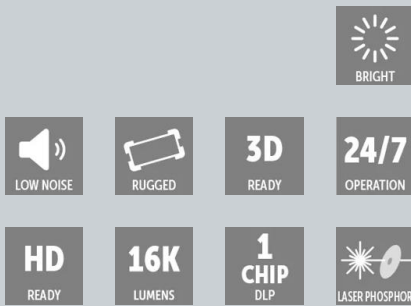 BRIGHT
LOW NOISE
RUGGED
3D
READY
24/7
OPERATION
HD
READY
16K
LUMENS
1
CHIP
DLP
LASER PHOSPHOR